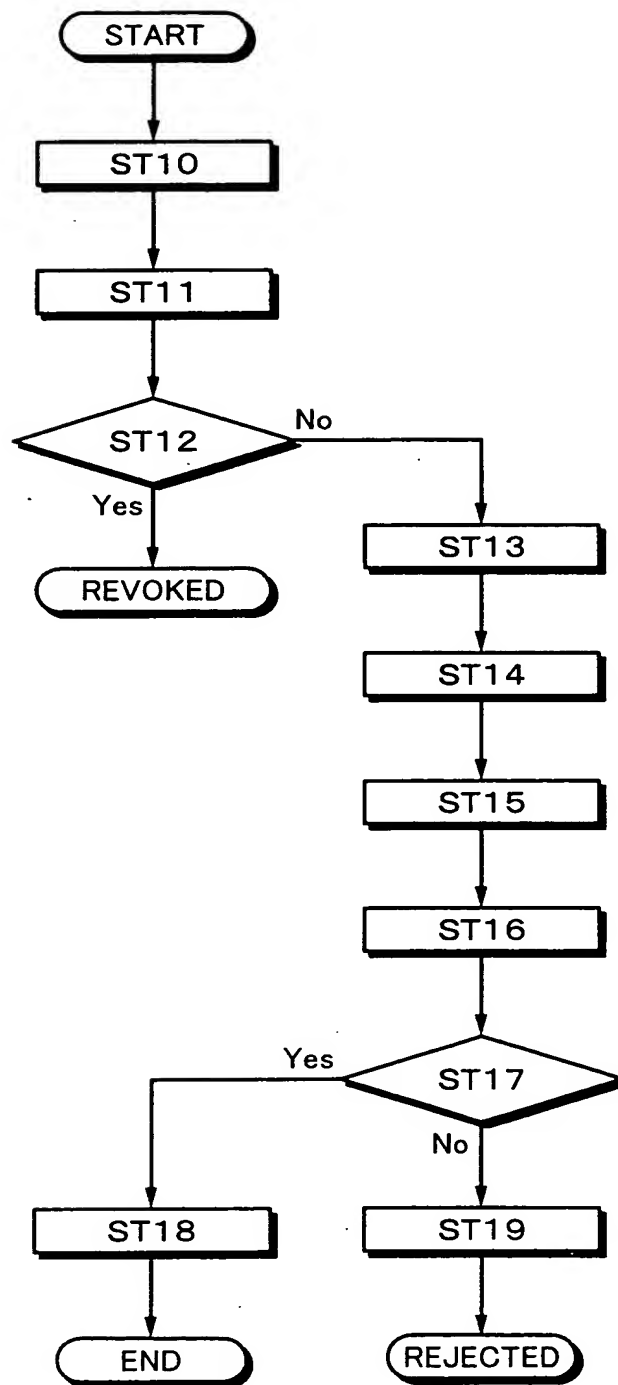 START
ST10
ST11
ST12
No
Yes
REVOKED
ST13
ST14
ST15
ST16
ST17
Yes
No
ST18
ST19
END
REJECTED